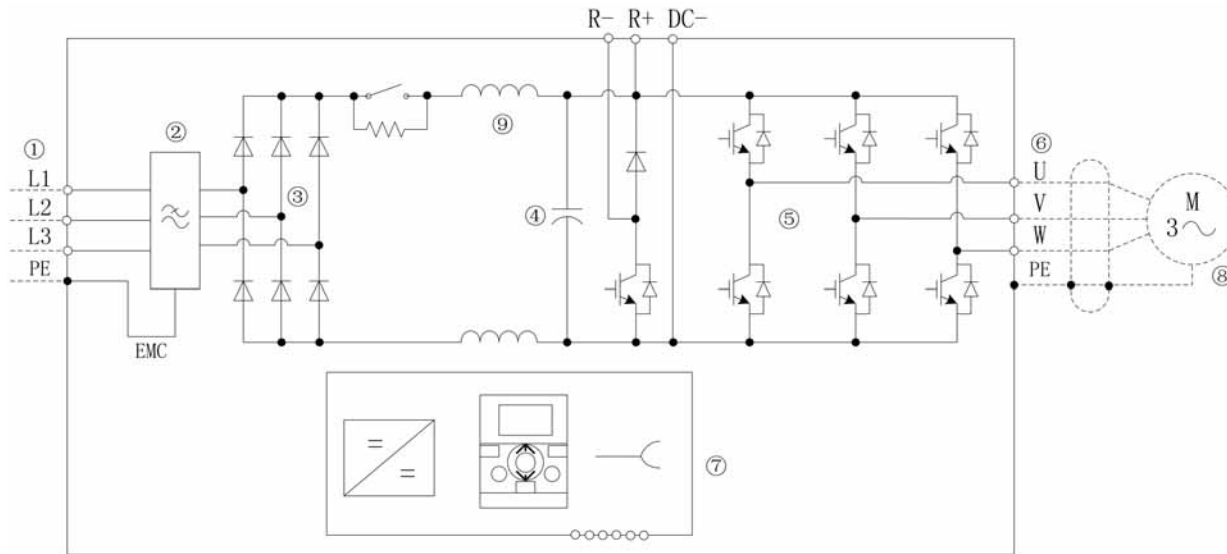 R- R+ DC-
①
②
L1
L2
L3
PE
EMC
③
⑨
④
⑤
⑥
U
V
W
PE
M
3
⑧
⑦